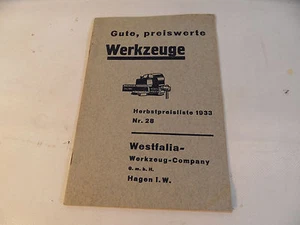 Gute, preiswerte
Werkzeuge
Herbstpreisliste 1933
Nr. 28
Westfalia-
Werkzeug-Company
G. m. b. H.
Hagen I. W.